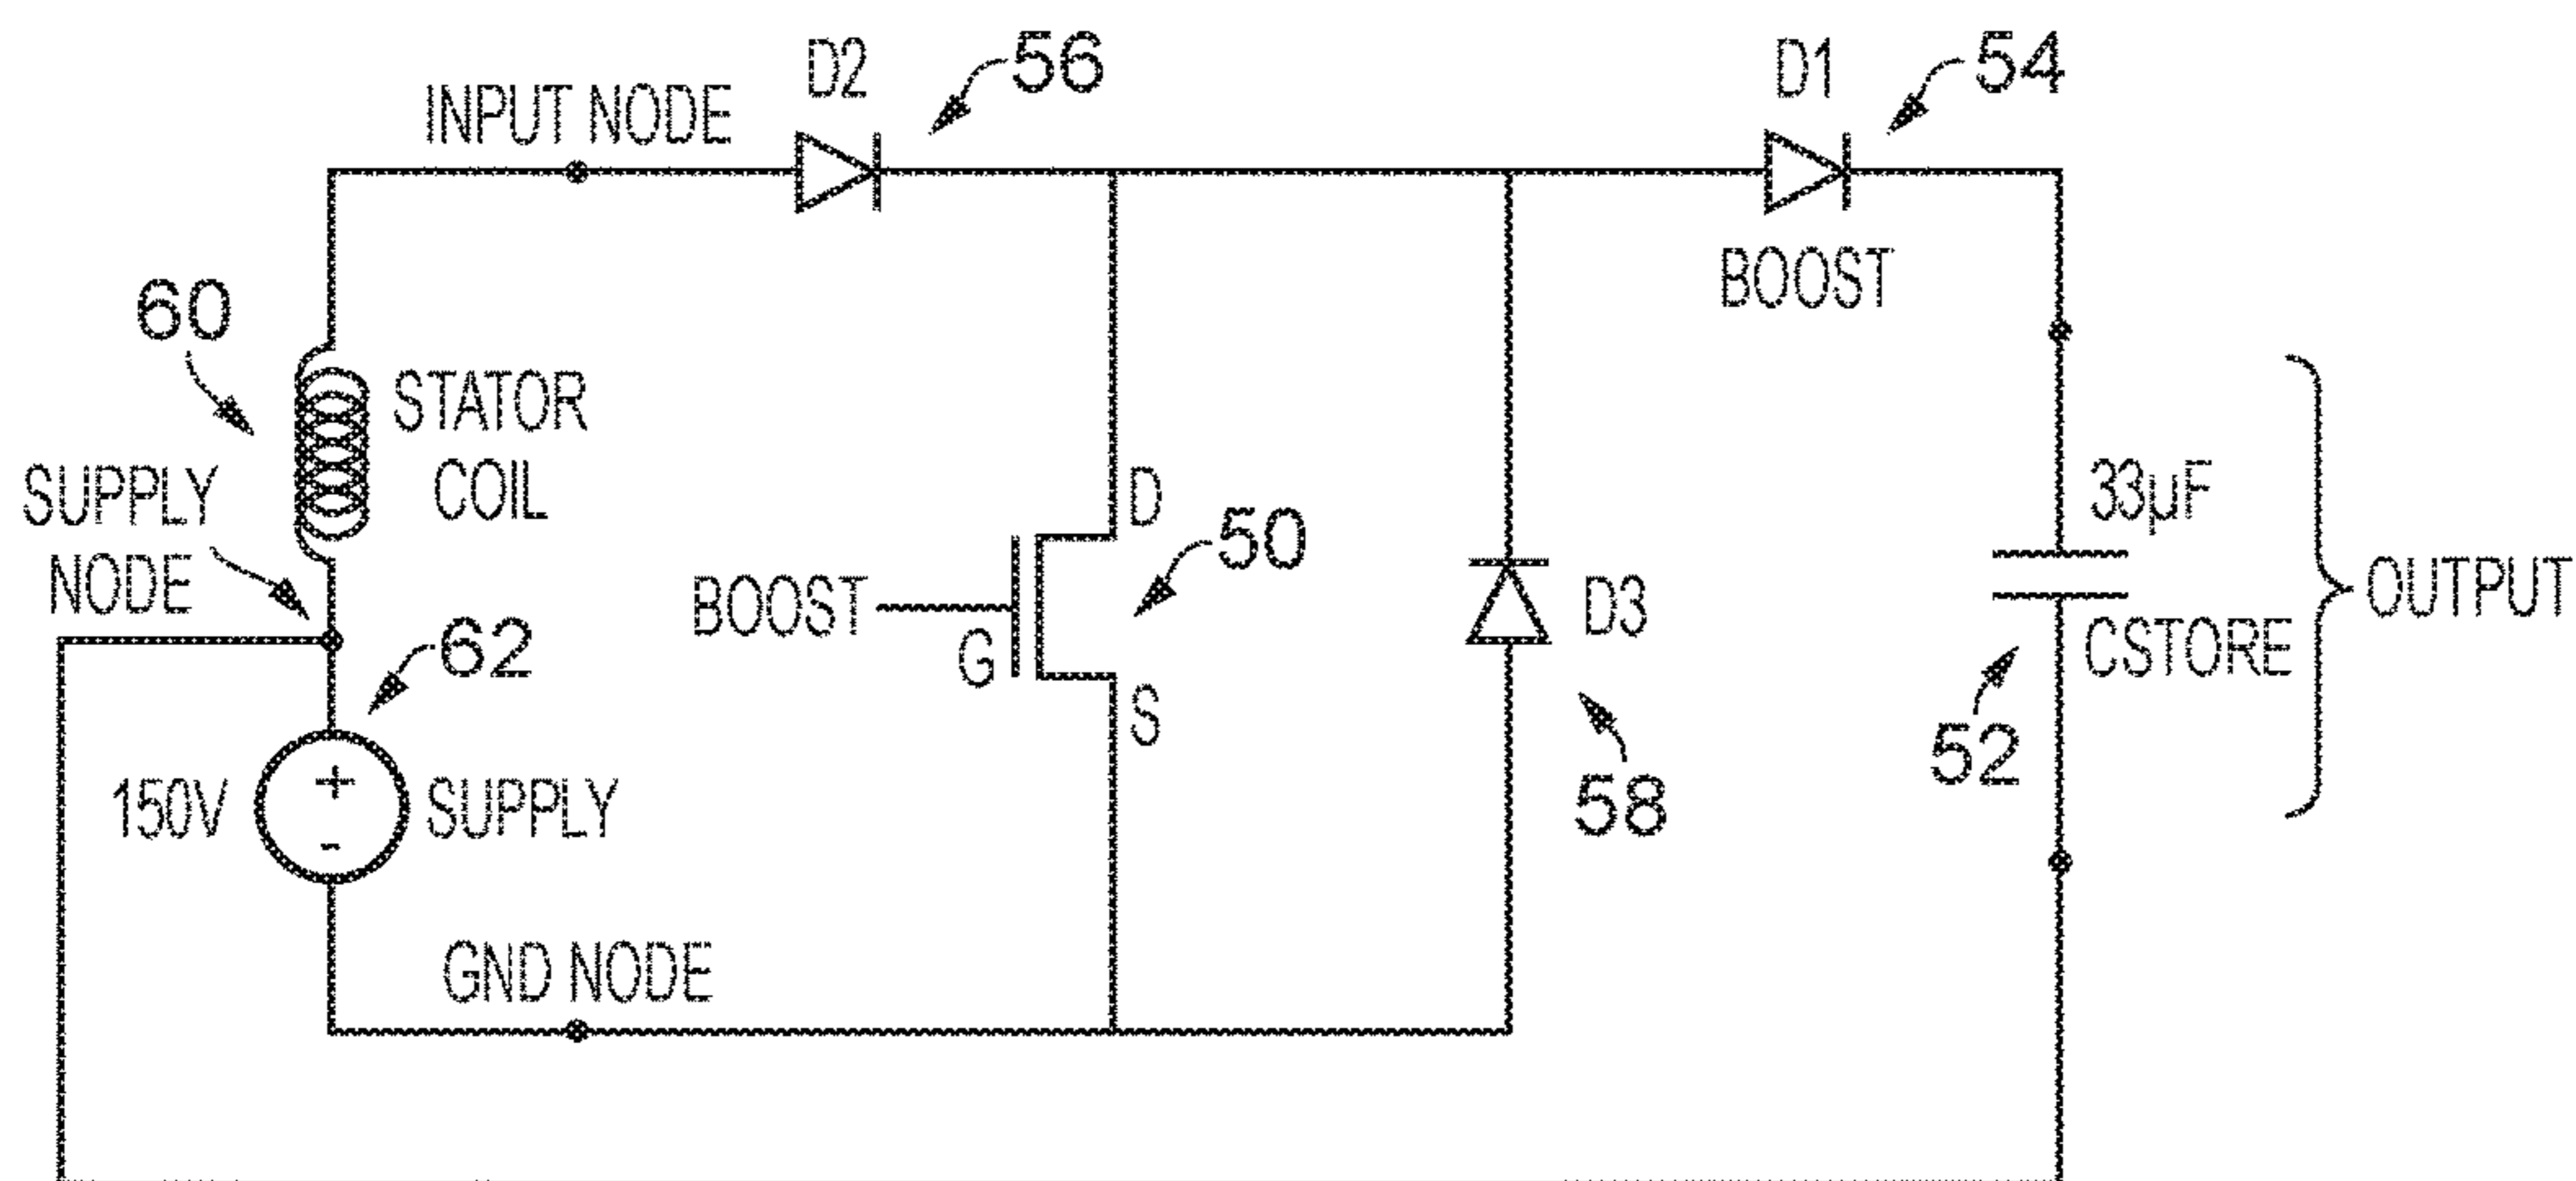 D2
56
D1
54
INPUT NODE
BOOST
60
STATOR
COIL
SUPPLY
NODE
D
50
33µF
BOOST
G
D3
OUTPUT
CSTORE
62
S
52
58
150V
+
-
SUPPLY
GND NODE